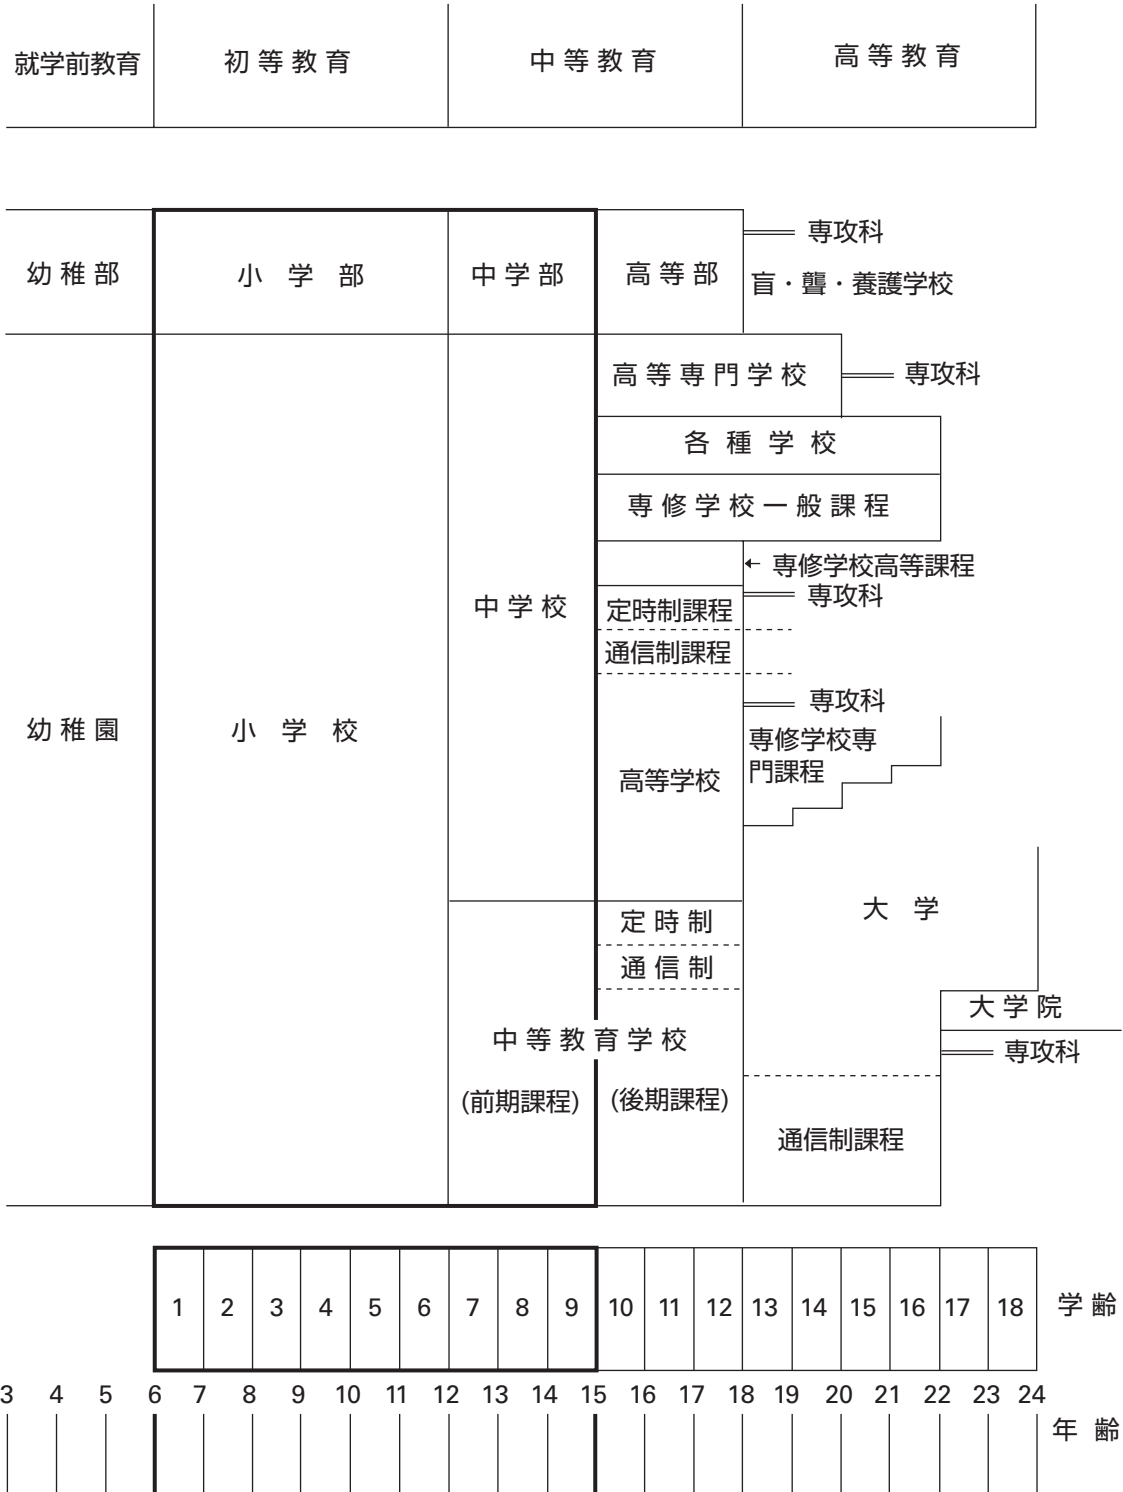 就学前教育
初等教育
中等教育
高等教育
幼稚部
小学部
中学部
高等部
専攻科
盲・聾・養護学校
高等専門学校
専攻科
各種学校
専修学校一般課程
専修学校高等課程
専攻科
定時制課程
通信制課程
中学校
幼稚園
小学校
高等学校
専攻科
専修学校専
門課程
大学
定時制
通信制
大学院
専攻科
中等教育学校
(前期課程)
(後期課程)
通信制課程
1 2 3 4 5 6 7 8 9 10 11 12 13 14 15 16 17 18 学齢
3 4 5 6 7 8 9 10 11 12 13 14 15 16 17 18 19 20 21 22 23 24
年齢